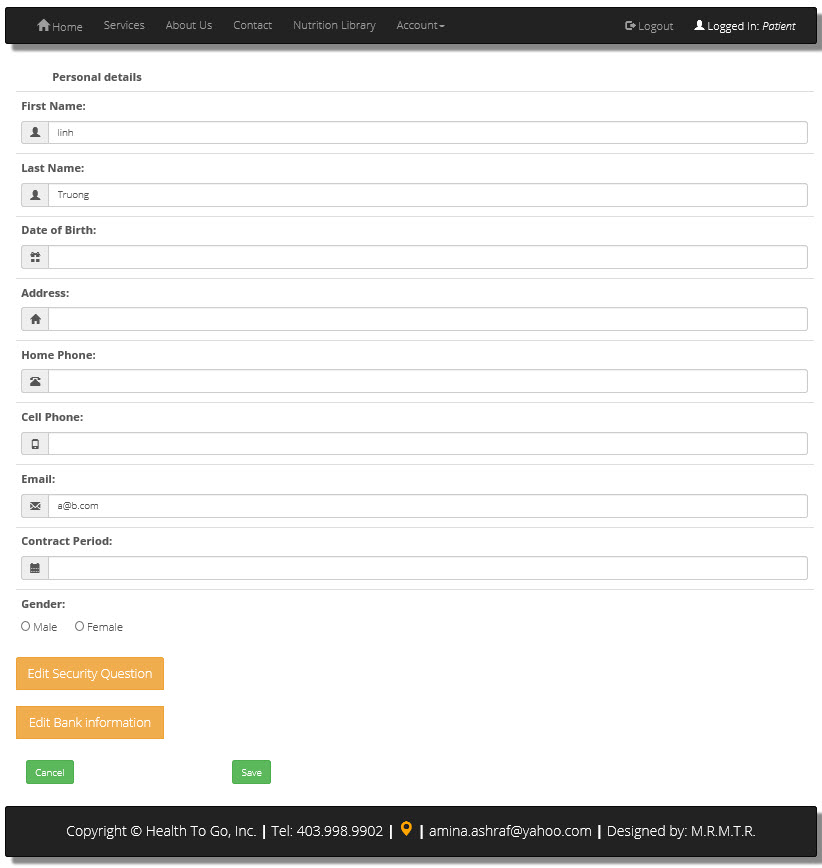 Home Services About Us Contact Nutrition Library Account Logout Logged In: Patient
Personal details
First Name:
linh
Last Name:
Truong
Date of Birth:
Address:
Home Phone:
Cell Phone:
Email:
a@b.com
Contract Period:
Gender:
Male Female
Edit Security Question
Edit Bank information
Cancel Save
Copyright © Health To Go, Inc. | Tel: 403.998.9902 | | amina.ashraf@yahoo.com | Designed by: M.R.M.T.R.